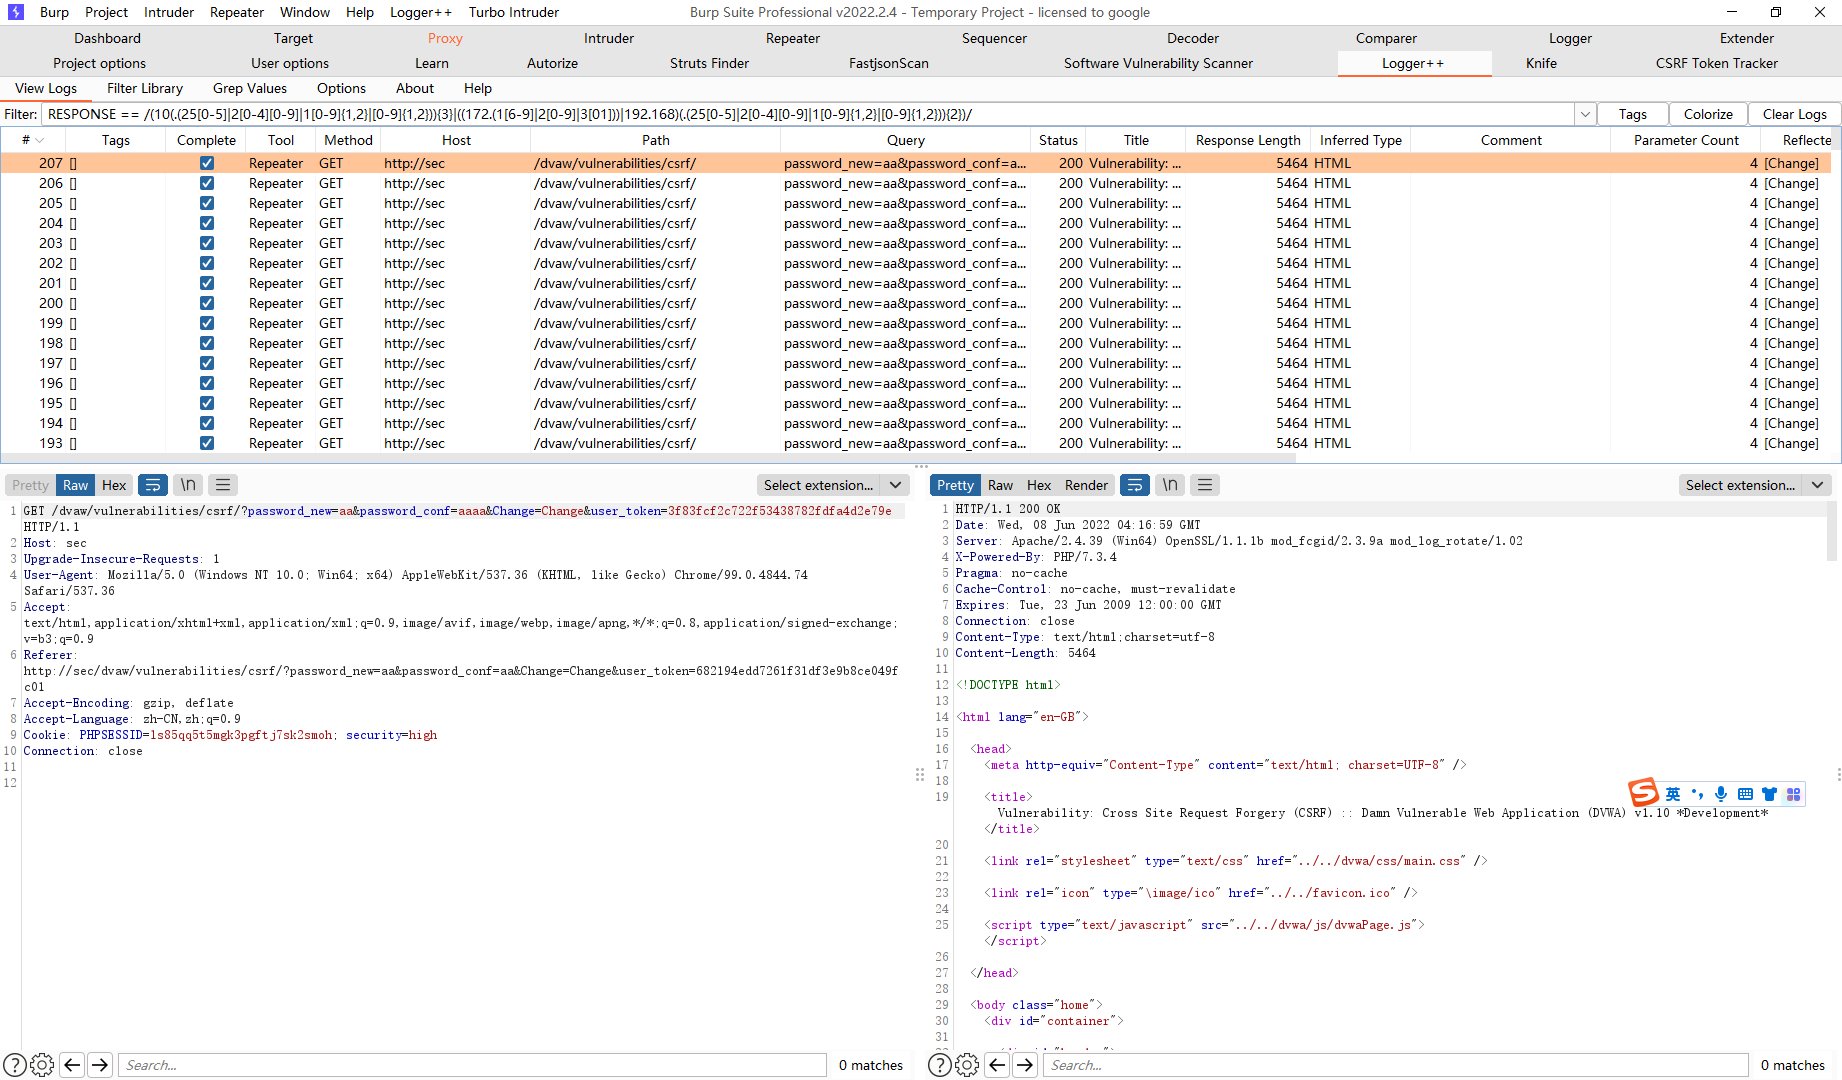 Burp Project Intruder Repeater Window Help Logger++ Turbo Intruder Burp Suite Professional v2022.2.4 - Temporary Project - licensed to google
Dashboard Target Proxy Intruder Repeater Sequencer Decoder Comparer Logger Extender
Project options User options Learn Autorize Struts Finder FastjsonScan Software Vulnerability Scanner Logger++ Knife CSRF Token Tracker
View Logs Filter Library Grep Values Options About Help
Filter: RESPONSE == /(10(.(25[0-5]|2[0-4][0-9]|1[0-9]{1,2}|[0-9]{1,2})){3}|((172.(1[6-9]|2[0-9]|3[01]))|192.168)(.(25[0-5]|2[0-4][0-9]|1[0-9]{1,2}|[0-9]{1,2})){2})/ Tags Colorize Clear Logs
# Tags Complete Tool Method Host Path Query Status Title Response Length Inferred Type Comment Parameter Count Reflecte
207 [] Repeater GET http://sec /dvaw/vulnerabilities/csrf/ password_new=aa&password_conf=a... 200 Vulnerability: ... 5464 HTML 4 [Change]
206 [] Repeater GET http://sec /dvaw/vulnerabilities/csrf/ password_new=aa&password_conf=a... 200 Vulnerability: ... 5464 HTML 4 [Change]
205 [] Repeater GET http://sec /dvaw/vulnerabilities/csrf/ password_new=aa&password_conf=a... 200 Vulnerability: ... 5464 HTML 4 [Change]
204 [] Repeater GET http://sec /dvaw/vulnerabilities/csrf/ password_new=aa&password_conf=a... 200 Vulnerability: ... 5464 HTML 4 [Change]
203 [] Repeater GET http://sec /dvaw/vulnerabilities/csrf/ password_new=aa&password_conf=a... 200 Vulnerability: ... 5464 HTML 4 [Change]
202 [] Repeater GET http://sec /dvaw/vulnerabilities/csrf/ password_new=aa&password_conf=a... 200 Vulnerability: ... 5464 HTML 4 [Change]
201 [] Repeater GET http://sec /dvaw/vulnerabilities/csrf/ password_new=aa&password_conf=a... 200 Vulnerability: ... 5464 HTML 4 [Change]
200 [] Repeater GET http://sec /dvaw/vulnerabilities/csrf/ password_new=aa&password_conf=a... 200 Vulnerability: ... 5464 HTML 4 [Change]
199 [] Repeater GET http://sec /dvaw/vulnerabilities/csrf/ password_new=aa&password_conf=a... 200 Vulnerability: ... 5464 HTML 4 [Change]
198 [] Repeater GET http://sec /dvaw/vulnerabilities/csrf/ password_new=aa&password_conf=a... 200 Vulnerability: ... 5464 HTML 4 [Change]
197 [] Repeater GET http://sec /dvaw/vulnerabilities/csrf/ password_new=aa&password_conf=a... 200 Vulnerability: ... 5464 HTML 4 [Change]
196 [] Repeater GET http://sec /dvaw/vulnerabilities/csrf/ password_new=aa&password_conf=a... 200 Vulnerability: ... 5464 HTML 4 [Change]
195 [] Repeater GET http://sec /dvaw/vulnerabilities/csrf/ password_new=aa&password_conf=a... 200 Vulnerability: ... 5464 HTML 4 [Change]
194 [] Repeater GET http://sec /dvaw/vulnerabilities/csrf/ password_new=aa&password_conf=a... 200 Vulnerability: ... 5464 HTML 4 [Change]
193 [] Repeater GET http://sec /dvaw/vulnerabilities/csrf/ password_new=aa&password_conf=a... 200 Vulnerability: ... 5464 HTML 4 [Change]
Pretty Raw Hex \n Select extension...
1 GET /dvaw/vulnerabilities/csrf/?password_new=aa&password_conf=aaaa&Change=Change&user_token=3f83fcf2c722f53438782fdfa4d2e79e
HTTP/1.1
2 Host: sec
3 Upgrade-Insecure-Requests: 1
4 User-Agent: Mozilla/5.0 (Windows NT 10.0; Win64; x64) AppleWebKit/537.36 (KHTML, like Gecko) Chrome/99.0.4844.74
Safari/537.36
5 Accept:
text/html,application/xhtml+xml,application/xml;q=0.9,image/avif,image/webp,image/apng,*/*;q=0.8,application/signed-exchange;
v=b3;q=0.9
6 Referer:
http://sec/dvaw/vulnerabilities/csrf/?password_new=aa&password_conf=aa&Change=Change&user_token=682194edd7261f31df3e9b8ce049f
c01
7 Accept-Encoding: gzip, deflate
8 Accept-Language: zh-CN,zh;q=0.9
9 Cookie: PHPSESSID=ls85qq5t5mgk3pgftj7sk2smoh; security=high
10 Connection: close
11
12
Search... 0 matches
Pretty Raw Hex Render \n Select extension...
1 HTTP/1.1 200 OK
2 Date: Wed, 08 Jun 2022 04:16:59 GMT
3 Server: Apache/2.4.39 (Win64) OpenSSL/1.1.1b mod_fcgid/2.3.9a mod_log_rotate/1.02
4 X-Powered-By: PHP/7.3.4
5 Pragma: no-cache
6 Cache-Control: no-cache, must-revalidate
7 Expires: Tue, 23 Jun 2009 12:00:00 GMT
8 Connection: close
9 Content-Type: text/html;charset=utf-8
10 Content-Length: 5464
11
12 <!DOCTYPE html>
13
14 <html lang="en-GB">
15
16 <head>
17 <meta http-equiv="Content-Type" content="text/html; charset=UTF-8" />
18
19 <title>
英
Vulnerability: Cross Site Request Forgery (CSRF) :: Damn Vulnerable Web Application (DVWA) v1.10 *Development*
</title>
20
21 <link rel="stylesheet" type="text/css" href="../../dvwa/css/main.css" />
22
23 <link rel="icon" type="\image/ico" href="../../favicon.ico" />
24
25 <script type="text/javascript" src="../../dvwa/js/dvwaPage.js">
</script>
26
27 </head>
28
29 <body class="home">
30 <div id="container">
31
Search... 0 matches